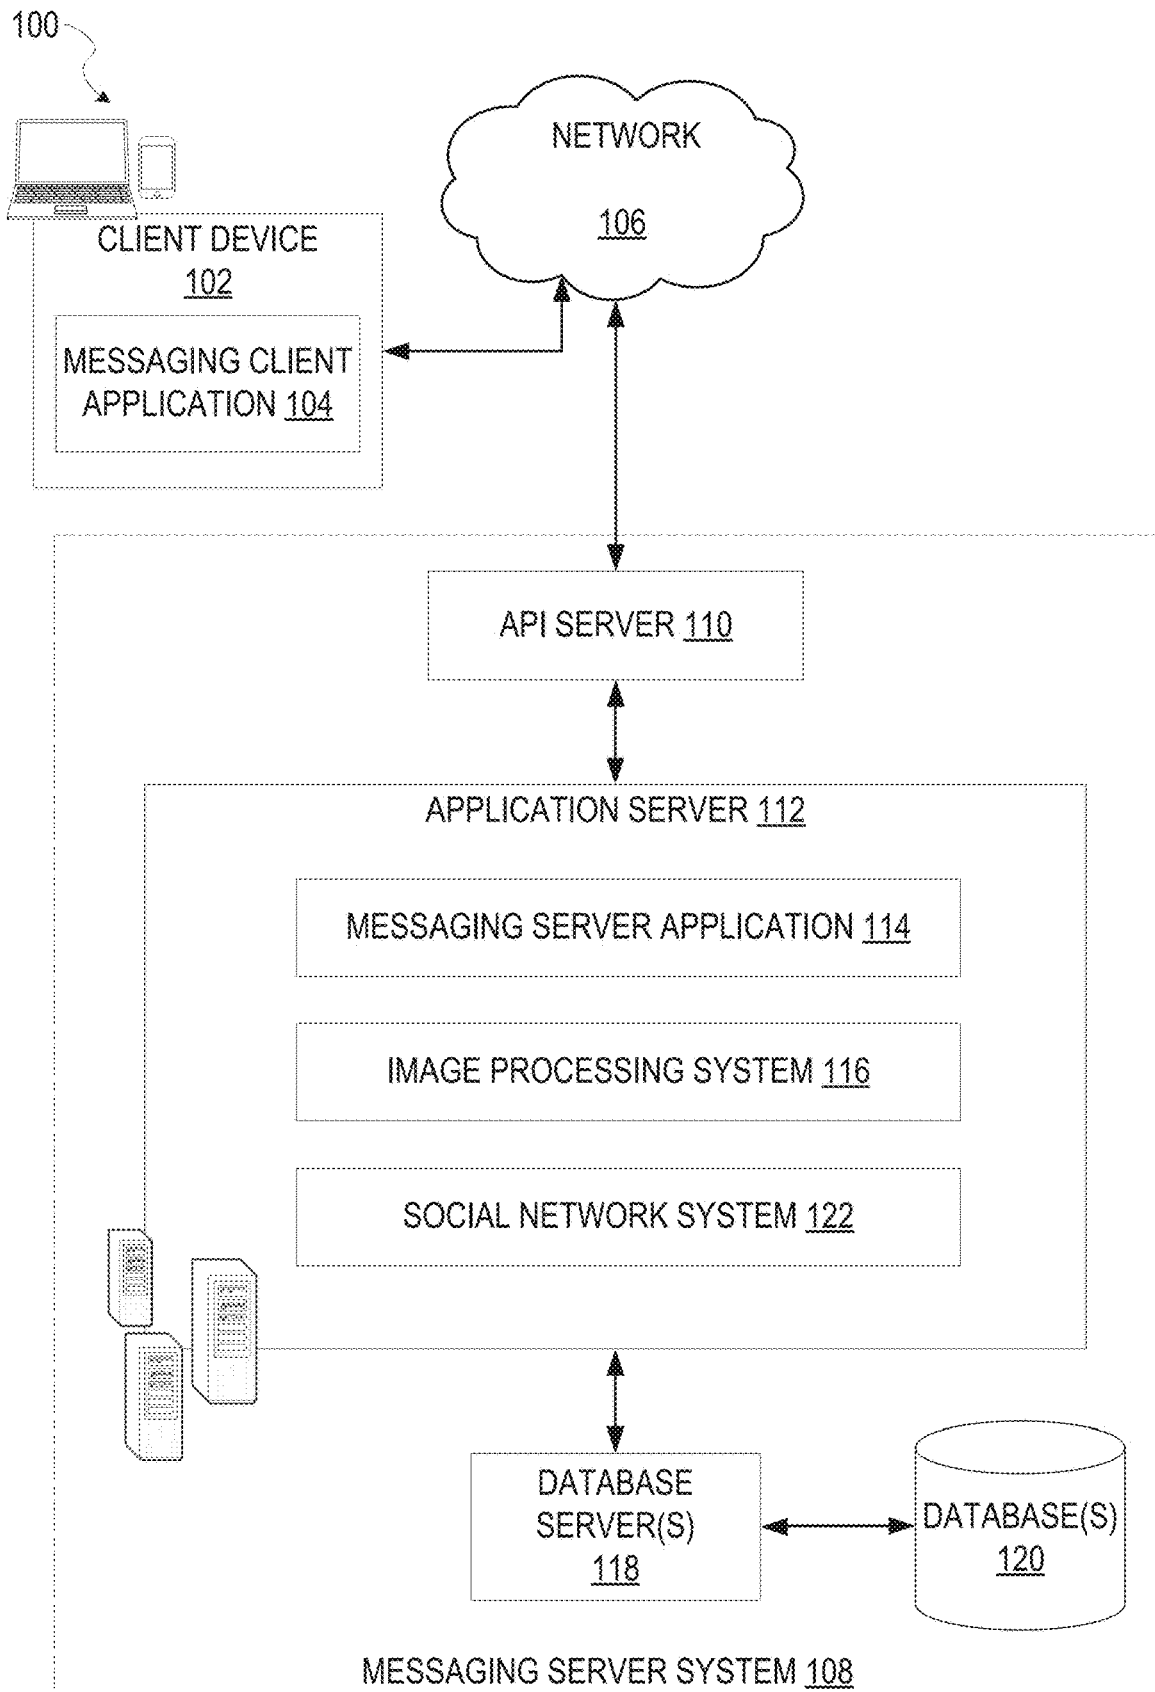 100
NETWORK
106
CLIENT DEVICE
102
MESSAGING CLIENT
APPLICATION 104
API SERVER 110
APPLICATION SERVER 112
MESSAGING SERVER APPLICATION 114
IMAGE PROCESSING SYSTEM 116
SOCIAL NETWORK SYSTEM 122
DATABASE
SERVER(S)
118
DATABASE(S)
120
MESSAGING SERVER SYSTEM 108